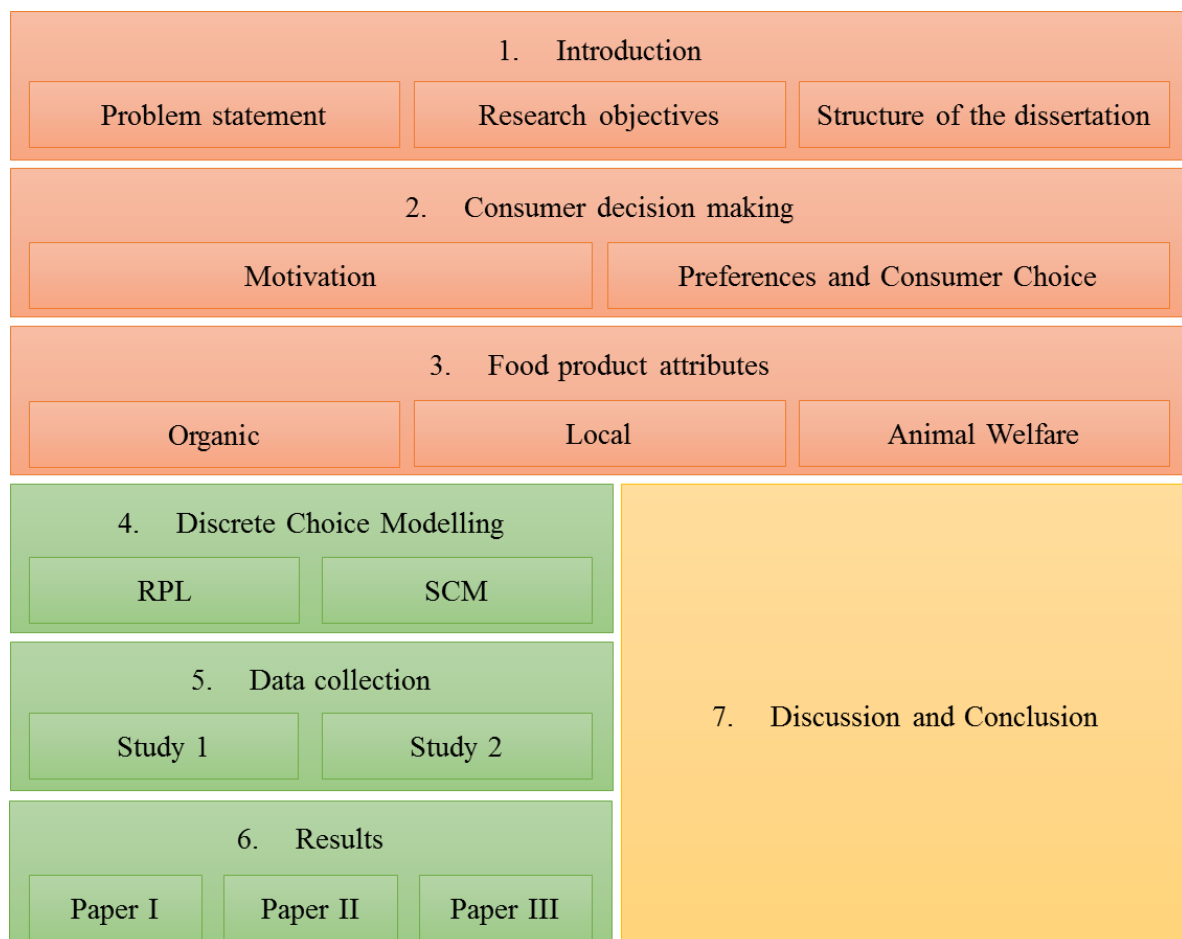 1. Introduction
Problem statement
Research objectives
Structure of the dissertation
2. Consumer decision making
Motivation
Preferences and Consumer Choice
3. Food product attributes
Organic
Local
Animal Welfare
4. Discrete Choice Modelling
RPL
SCM
5. Data collection
Study 1
Study 2
6. Results
Paper I
Paper II
Paper III
7. Discussion and Conclusion